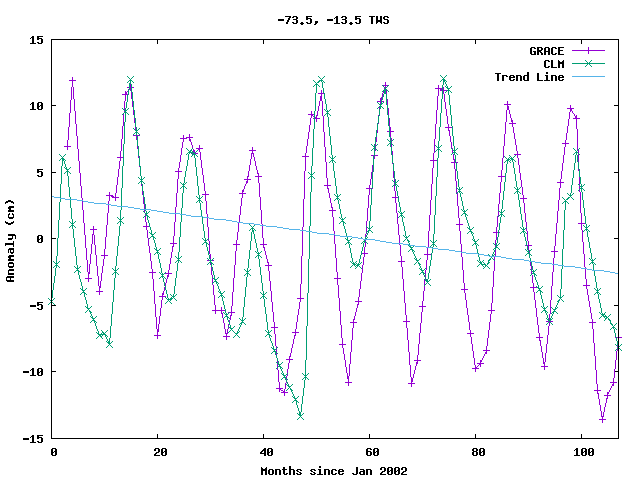 -73.5, -13.5 TWS
GRACE
CLM
Trend Line
15
10
5
0
-5
-10
-15
Anomaly (cm)
0 20 40 60 80 100
Months since Jan 2002